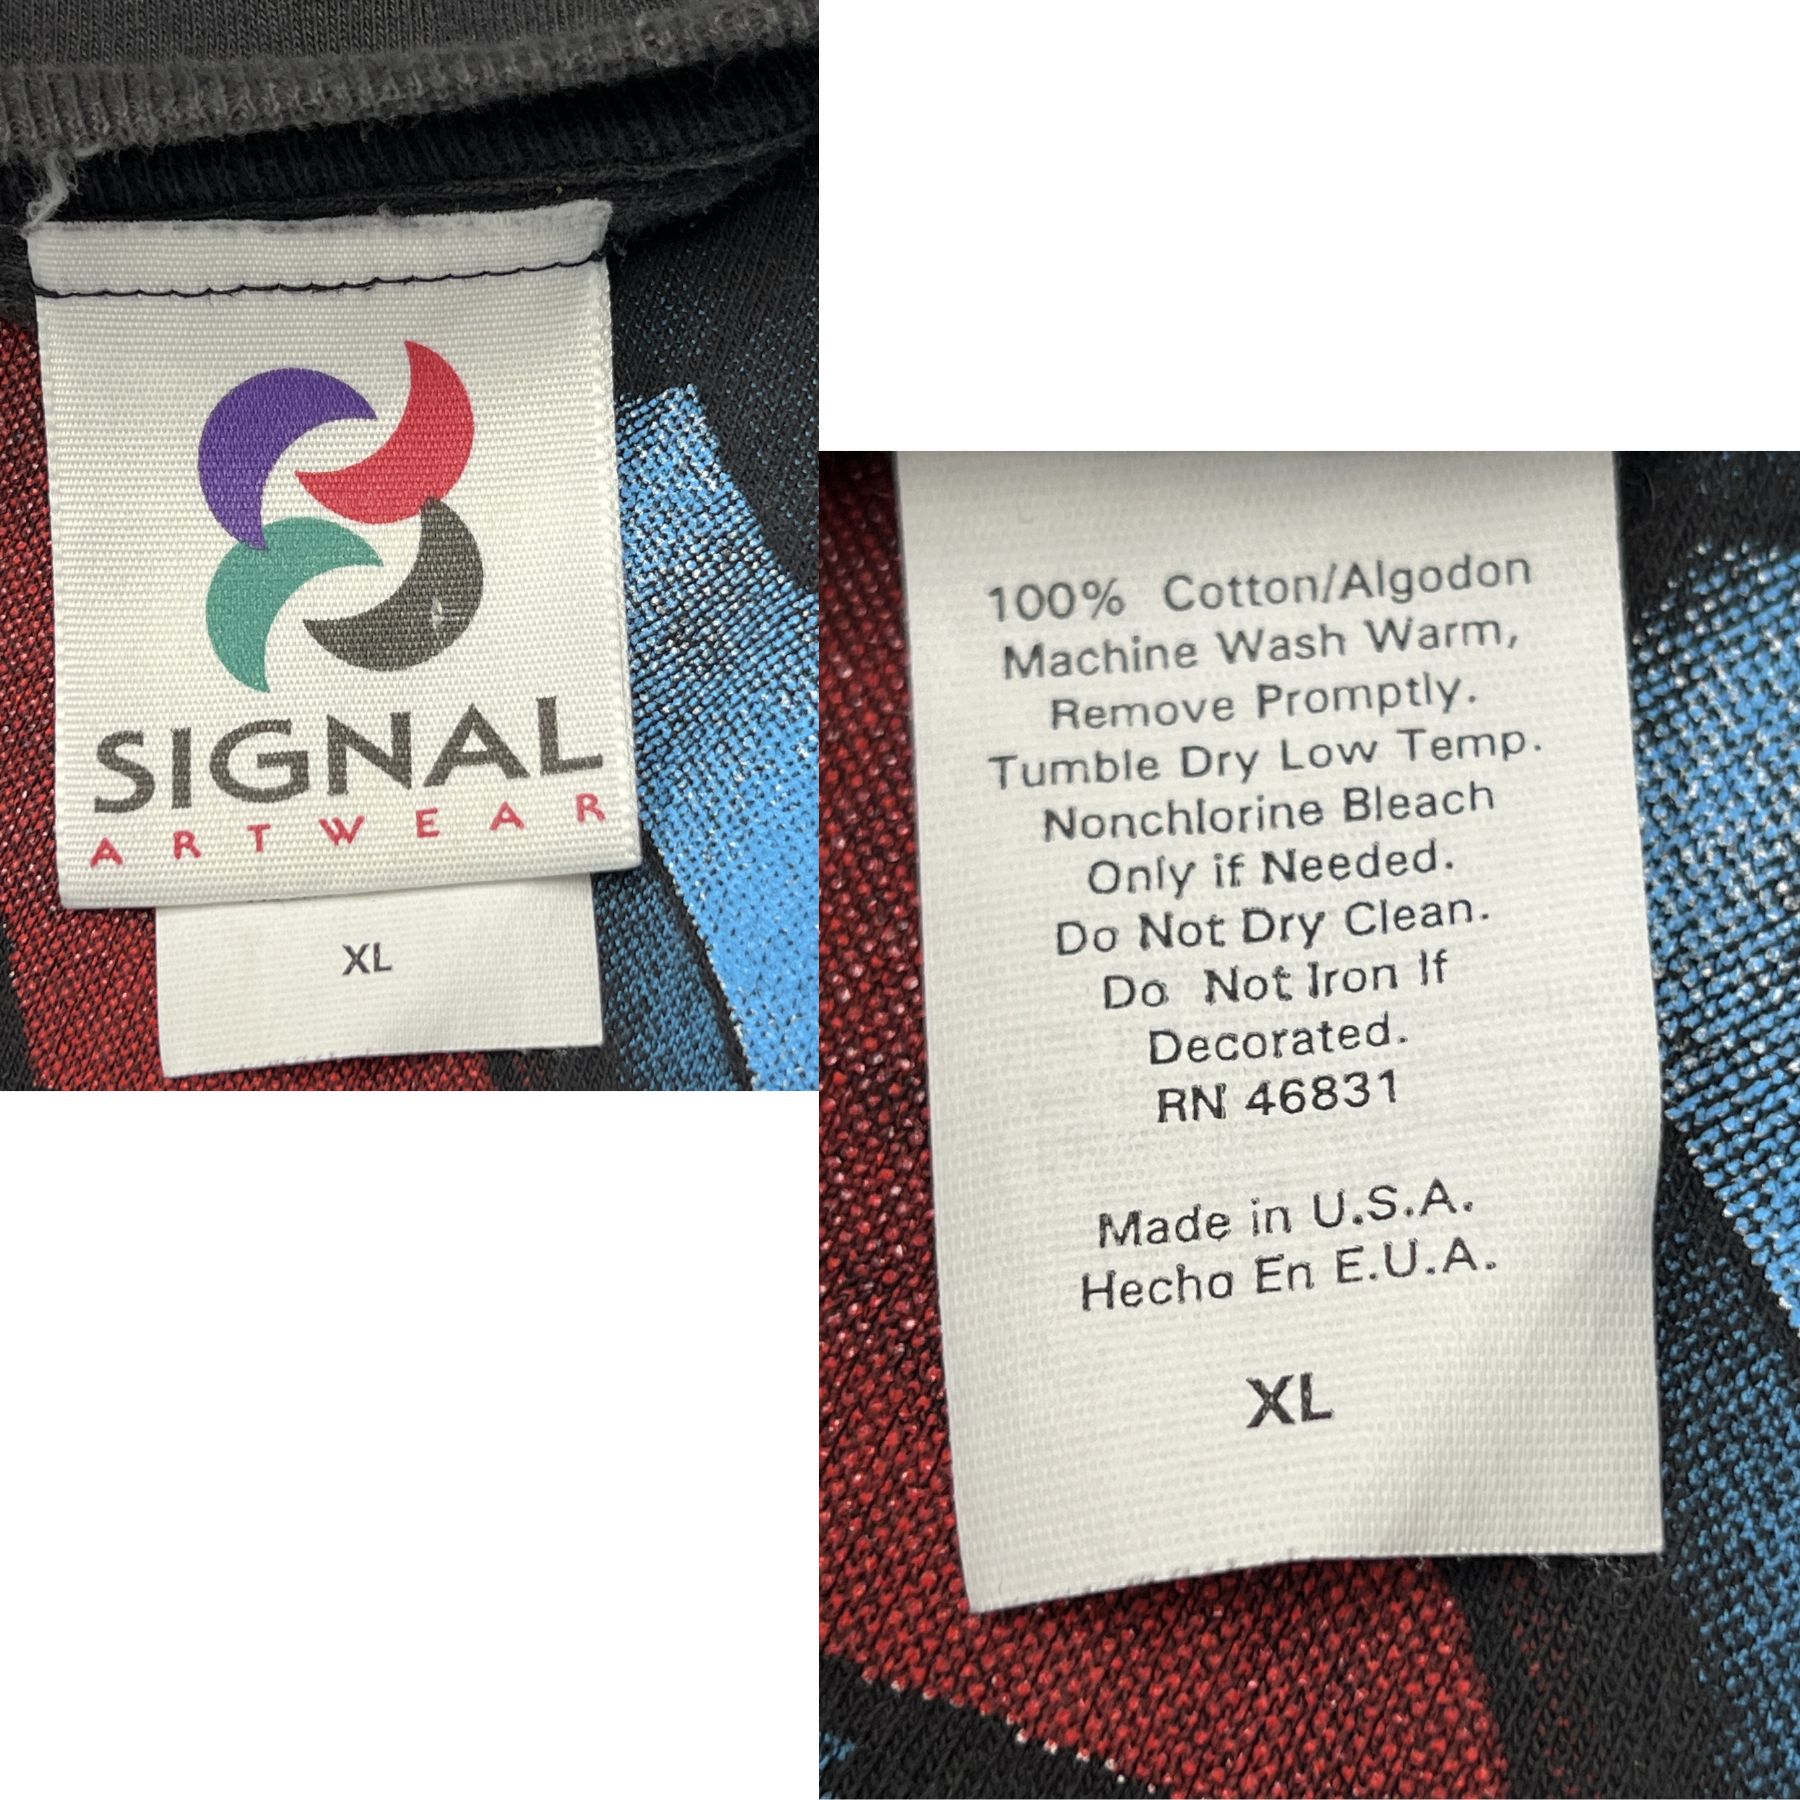 SIGNAL
ARTWEAR
XL
100% Cotton/Algodon
Machine Wash Warm,
Remove Promptly.
Tumble Dry Low Temp.
Nonchlorine Bleach
Only if Needed.
Do Not Dry Clean.
Do Not Iron If
Decorated.
RN 46831
Made in U.S.A.
Hecho En E.U.A.
XL